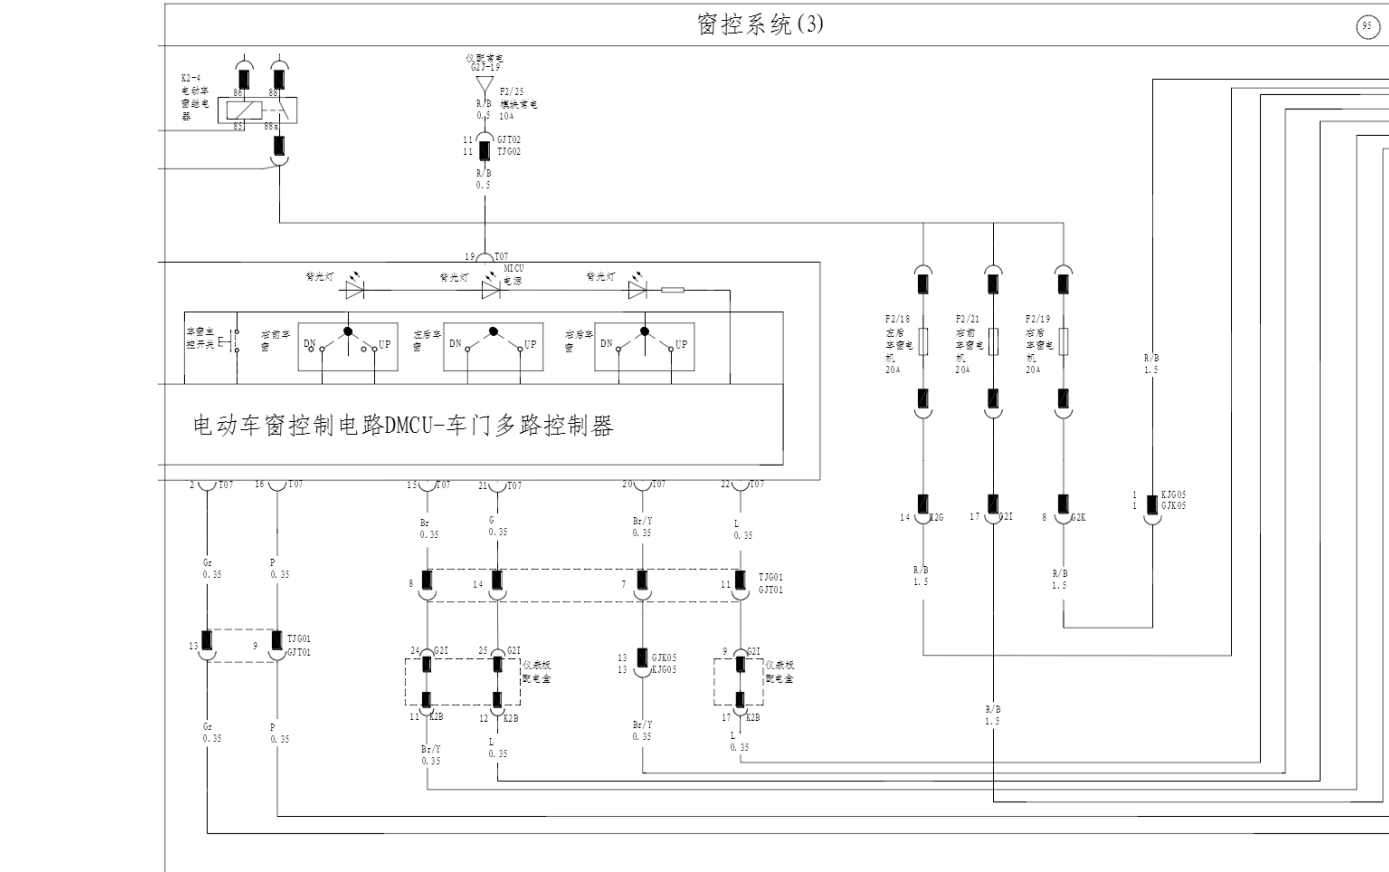 窗控系统(3)
95
K2-4
电动车
窗继电
器
86
88
85
88a
仪配常电
G2J-19
R/B
0.5
F2/25
模块常电
10A
11
GJT02
11
TJG02
R/B
0.5
19
T07
MICU
电源
背光灯
背光灯
背光灯
车窗主
控开关
右前车
窗
DN
UP
左后车
窗
DN
UP
右后车
窗
DN
UP
电动车窗控制电路DMCU-车门多路控制器
F2/18
左后
车窗电
机
20A
F2/21
右前
车窗电
机
20A
F2/19
右后
车窗电
机
20A
R/B
1.5
2
T07
16
T07
15
T07
21
T07
20
T07
22
T07
14
K2G
17
G2I
8
G2K
1
KJG05
1
GJK05
Br
0.35
G
0.35
Br/Y
0.35
L
0.35
Gr
0.35
P
0.35
R/B
1.5
R/B
1.5
8
14
7
11
TJG01
GJT01
13
9
TJG01
GJT01
24
G2I
25
G2I
仪表板
配电盒
13
GJK05
13
KJG05
9
G2I
仪表板
配电盒
11
K2B
12
K2B
17
K2B
R/B
1.5
Gr
0.35
P
0.35
Br/Y
0.35
L
0.35
Br/Y
0.35
L
0.35